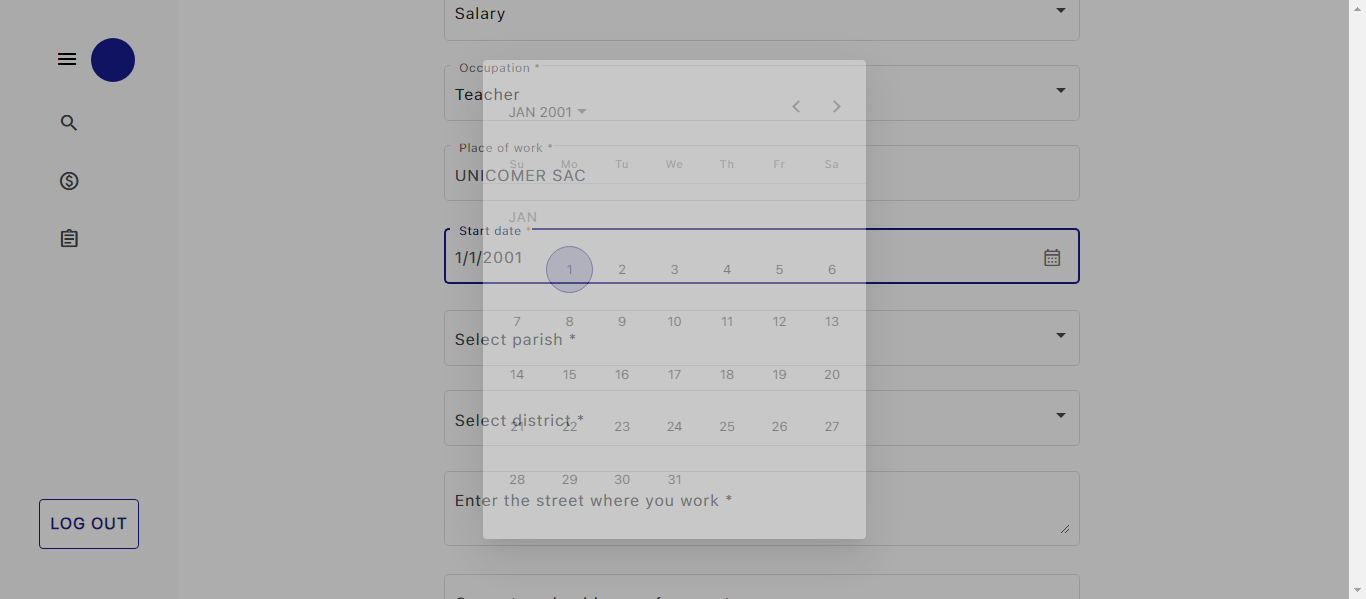 Salary
Occupation *
Teacher
JAN 2001
Place of work *
Su Mo Tu We Th Fr Sa
UNICOMER SAC
JAN
Start date *
1/1/2001
1 2 3 4 5 6
7 8 9 10 11 12 13
Select parish *
14 15 16 17 18 19 20
Select district *
21 22 23 24 25 26 27
28 29 30 31
Enter the street where you work *
LOG OUT